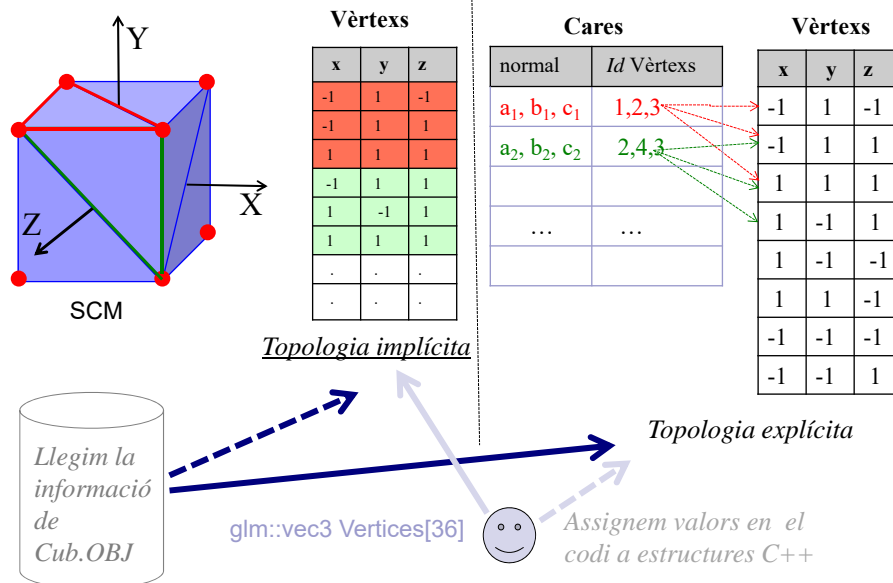 Vèrtexs
x y z
-1 1 -1
-1 1 1
1 1 1
-1 1 1
1 -1 1
1 1 1
. . .
. . .
Topologia implícita
Y
X
Z
SCM
Cares
normal Id Vèrtexs
a1, b1, c1 1,2,3
a2, b2, c2 2,4,3
... ...
Vèrtexs
x y z
-1 1 -1
-1 1 1
1 1 1
1 -1 1
1 -1 -1
1 1 -1
-1 -1 -1
-1 -1 1
Topologia explícita
Llegim la
informació
de
Cub.OBJ
glm::vec3 Vertices[36]
Assignem valors en el
codi a estructures C++